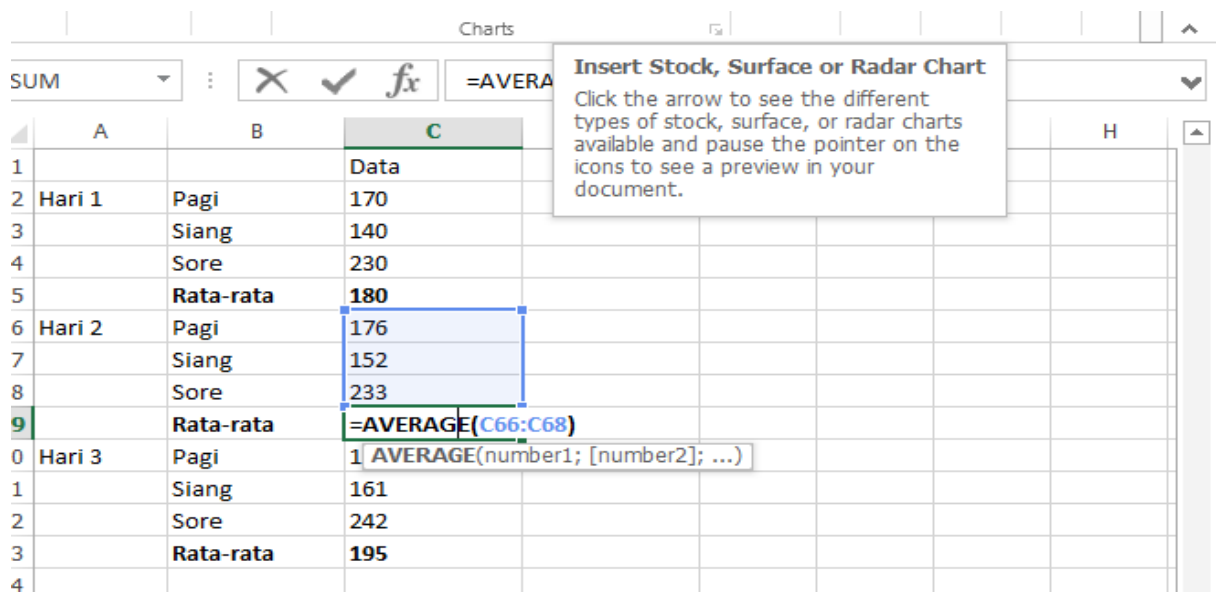 Charts
SUM =AVERA
Insert Stock, Surface or Radar Chart
Click the arrow to see the different
types of stock, surface, or radar charts
available and pause the pointer on the
icons to see a preview in your
document.
A B C H
1 Data
2 Hari 1 Pagi 170
3 Siang 140
4 Sore 230
5 Rata-rata 180
6 Hari 2 Pagi 176
7 Siang 152
8 Sore 233
9 Rata-rata =AVERAGE(C66:C68)
0 Hari 3 Pagi 1 AVERAGE(number1; [number2]; ...)
1 Siang 161
2 Sore 242
3 Rata-rata 195
4